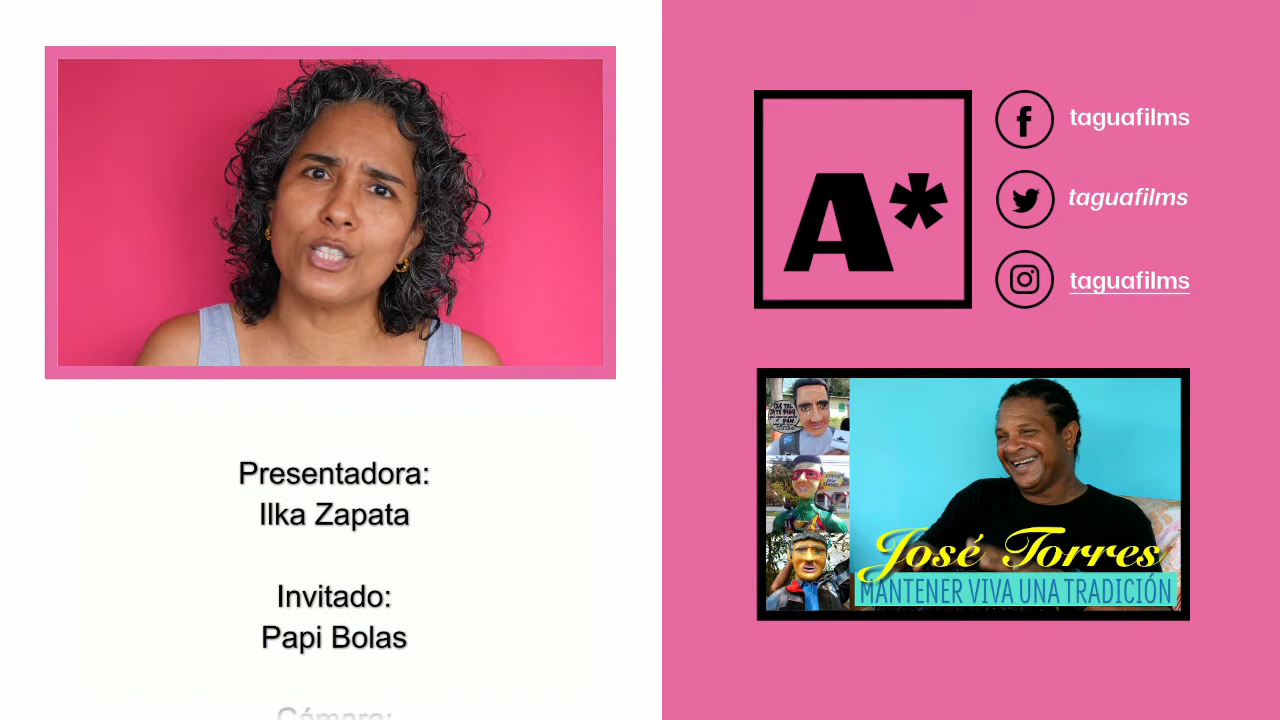 Presentadora:
Ilka Zapata
Invitado:
Papi Bolas
Cámara:
A*
taguafilms
taguafilms
taguafilms
José Torres
MANTENER VIVA UNA TRADICIÓN